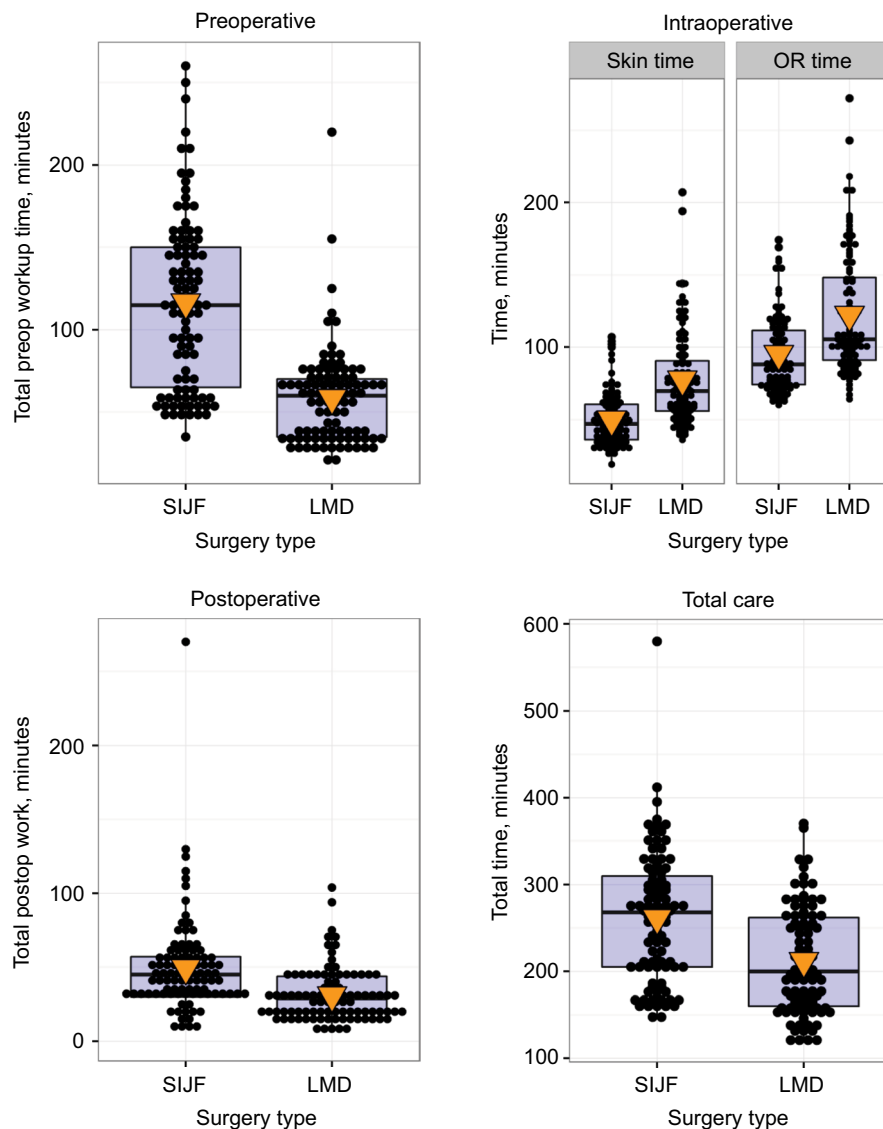 Preoperative
Total preop workup time, minutes
200
100
SIJF
LMD
Surgery type
Intraoperative
Skin time
OR time
Time, minutes
200
100
SIJF
LMD
SIJF
LMD
Surgery type
Postoperative
Total postop work, minutes
200
100
0
SIJF
LMD
Surgery type
Total care
Total time, minutes
600
500
400
300
200
100
SIJF
LMD
Surgery type